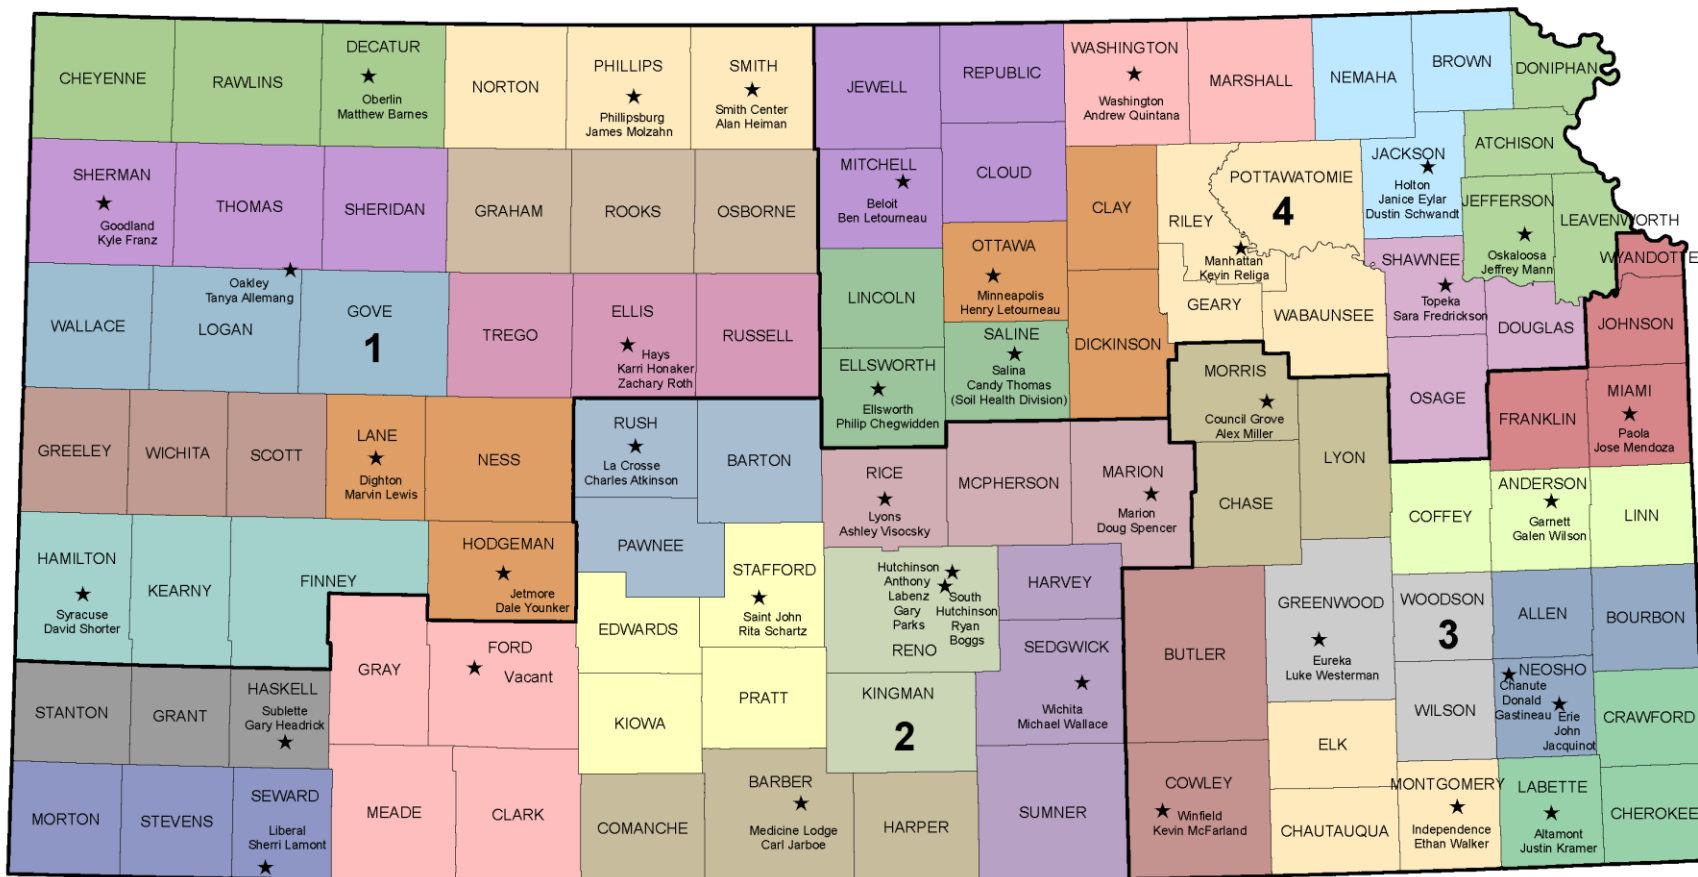 CHEYENNE
RAWLINS
DECATUR
Oberlin
Matthew Barnes
NORTON
PHILLIPS
Phillipsburg
James Molzahn
SMITH
Smith Center
Alan Heiman
JEWELL
REPUBLIC
WASHINGTON
Washington
Andrew Quintana
MARSHALL
NEMAHA
BROWN
DONIPHAN
SHERMAN
Goodland
Kyle Franz
THOMAS
SHERIDAN
GRAHAM
ROOKS
OSBORNE
MITCHELL
Beloit
Ben Letourneau
CLOUD
CLAY
RILEY
POTTAWATOMIE
4
Manhattan
Kevin Religa
JACKSON
Holton
Janice Eylar
Dustin Schwandt
ATCHISON
JEFFERSON
Oskaloosa
Jeffrey Mann
LEAVENWORTH
WYANDOTTE
WALLACE
Oakley
Tanya Allemang
LOGAN
GOVE
1
TREGO
ELLIS
Hays
Karri Honaker
Zachary Roth
RUSSELL
LINCOLN
OTTAWA
Minneapolis
Henry Letourneau
SALINE
Salina
Candy Thomas
(Soil Health Division)
ELLSWORTH
Ellsworth
Philip Chegwidden
DICKINSON
GEARY
WABAUNSEE
SHAWNEE
Topeka
Sara Fredrickson
DOUGLAS
JOHNSON
OSAGE
FRANKLIN
MIAMI
Paola
Jose Mendoza
MORRIS
Council Grove
Alex Miller
LYON
CHASE
GREELEY
WICHITA
SCOTT
LANE
Dighton
Marvin Lewis
NESS
RUSH
La Crosse
Charles Atkinson
BARTON
RICE
Lyons
Ashley Visocsky
MCPHERSON
MARION
Marion
Doug Spencer
COFFEY
ANDERSON
Garnett
Galen Wilson
LINN
HAMILTON
Syracuse
David Shorter
KEARNY
FINNEY
HODGEMAN
Jetmore
Dale Younker
PAWNEE
STAFFORD
Saint John
Rita Schartz
EDWARDS
Hutchinson
Anthony
Labenz
Gary
Parks
South
Hutchinson
Ryan
Boggs
RENO
HARVEY
SEDGWICK
Wichita
Michael Wallace
BUTLER
GREENWOOD
Eureka
Luke Westerman
WOODSON
3
ALLEN
BOURBON
STANTON
GRANT
HASKELL
Sublette
Gary Headrick
GRAY
FORD
Vacant
KIOWA
PRATT
KINGMAN
2
WILSON
NEOSHO
Chanute
Donald
Gastineau
Erie
John
Jacquinot
CRAWFORD
MORTON
STEVENS
SEWARD
Liberal
Sherri Lamont
MEADE
CLARK
COMANCHE
BARBER
Medicine Lodge
Carl Jarboe
HARPER
SUMNER
COWLEY
Winfield
Kevin McFarland
ELK
CHAUTAUQUA
MONTGOMERY
Independence
Ethan Walker
LABETTE
Altamont
Justin Kramer
CHEROKEE